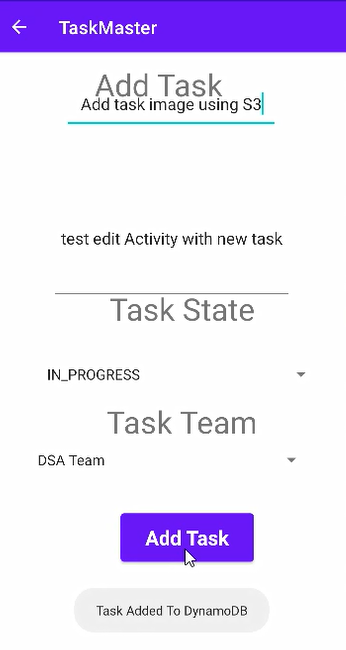 TaskMaster
Add Task
Add task image using S3
test edit Activity with new task
Task State
IN_PROGRESS
Task Team
DSA Team
Add Task
Task Added To DynamoDB